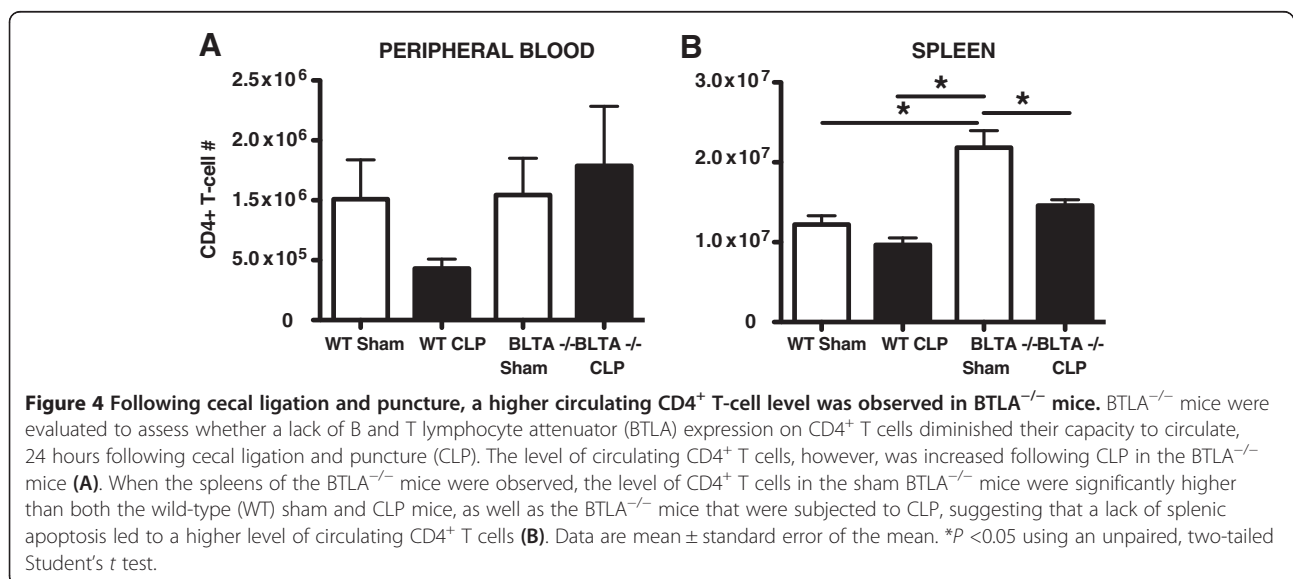 A
PERIPHERAL BLOOD
CD4+ T-cell #
2.5x10⁶
2.0x10⁶
1.5x10⁶
5.0x10⁵
0
WT Sham WT CLP BLTA -/- BLTA -/-
Sham CLP
B
SPLEEN
3.0x10⁷
2.0x10⁷
1.0x10⁷
0
* * *
WT Sham WT CLP BLTA -/- BLTA -/-
Sham CLP
Figure 4 Following cecal ligation and puncture, a higher circulating CD4⁺ T-cell level was observed in BTLA⁻/⁻ mice. BTLA⁻/⁻ mice were
evaluated to assess whether a lack of B and T lymphocyte attenuator (BTLA) expression on CD4⁺ T cells diminished their capacity to circulate,
24 hours following cecal ligation and puncture (CLP). The level of circulating CD4⁺ T cells, however, was increased following CLP in the BTLA⁻/⁻
mice (A). When the spleens of the BTLA⁻/⁻ mice were observed, the level of CD4⁺ T cells in the sham BTLA⁻/⁻ mice were significantly higher
than both the wild-type (WT) sham and CLP mice, as well as the BTLA⁻/⁻ mice that were subjected to CLP, suggesting that a lack of splenic
apoptosis led to a higher level of circulating CD4⁺ T cells (B). Data are mean ± standard error of the mean. *P <0.05 using an unpaired, two-tailed
Student's t test.